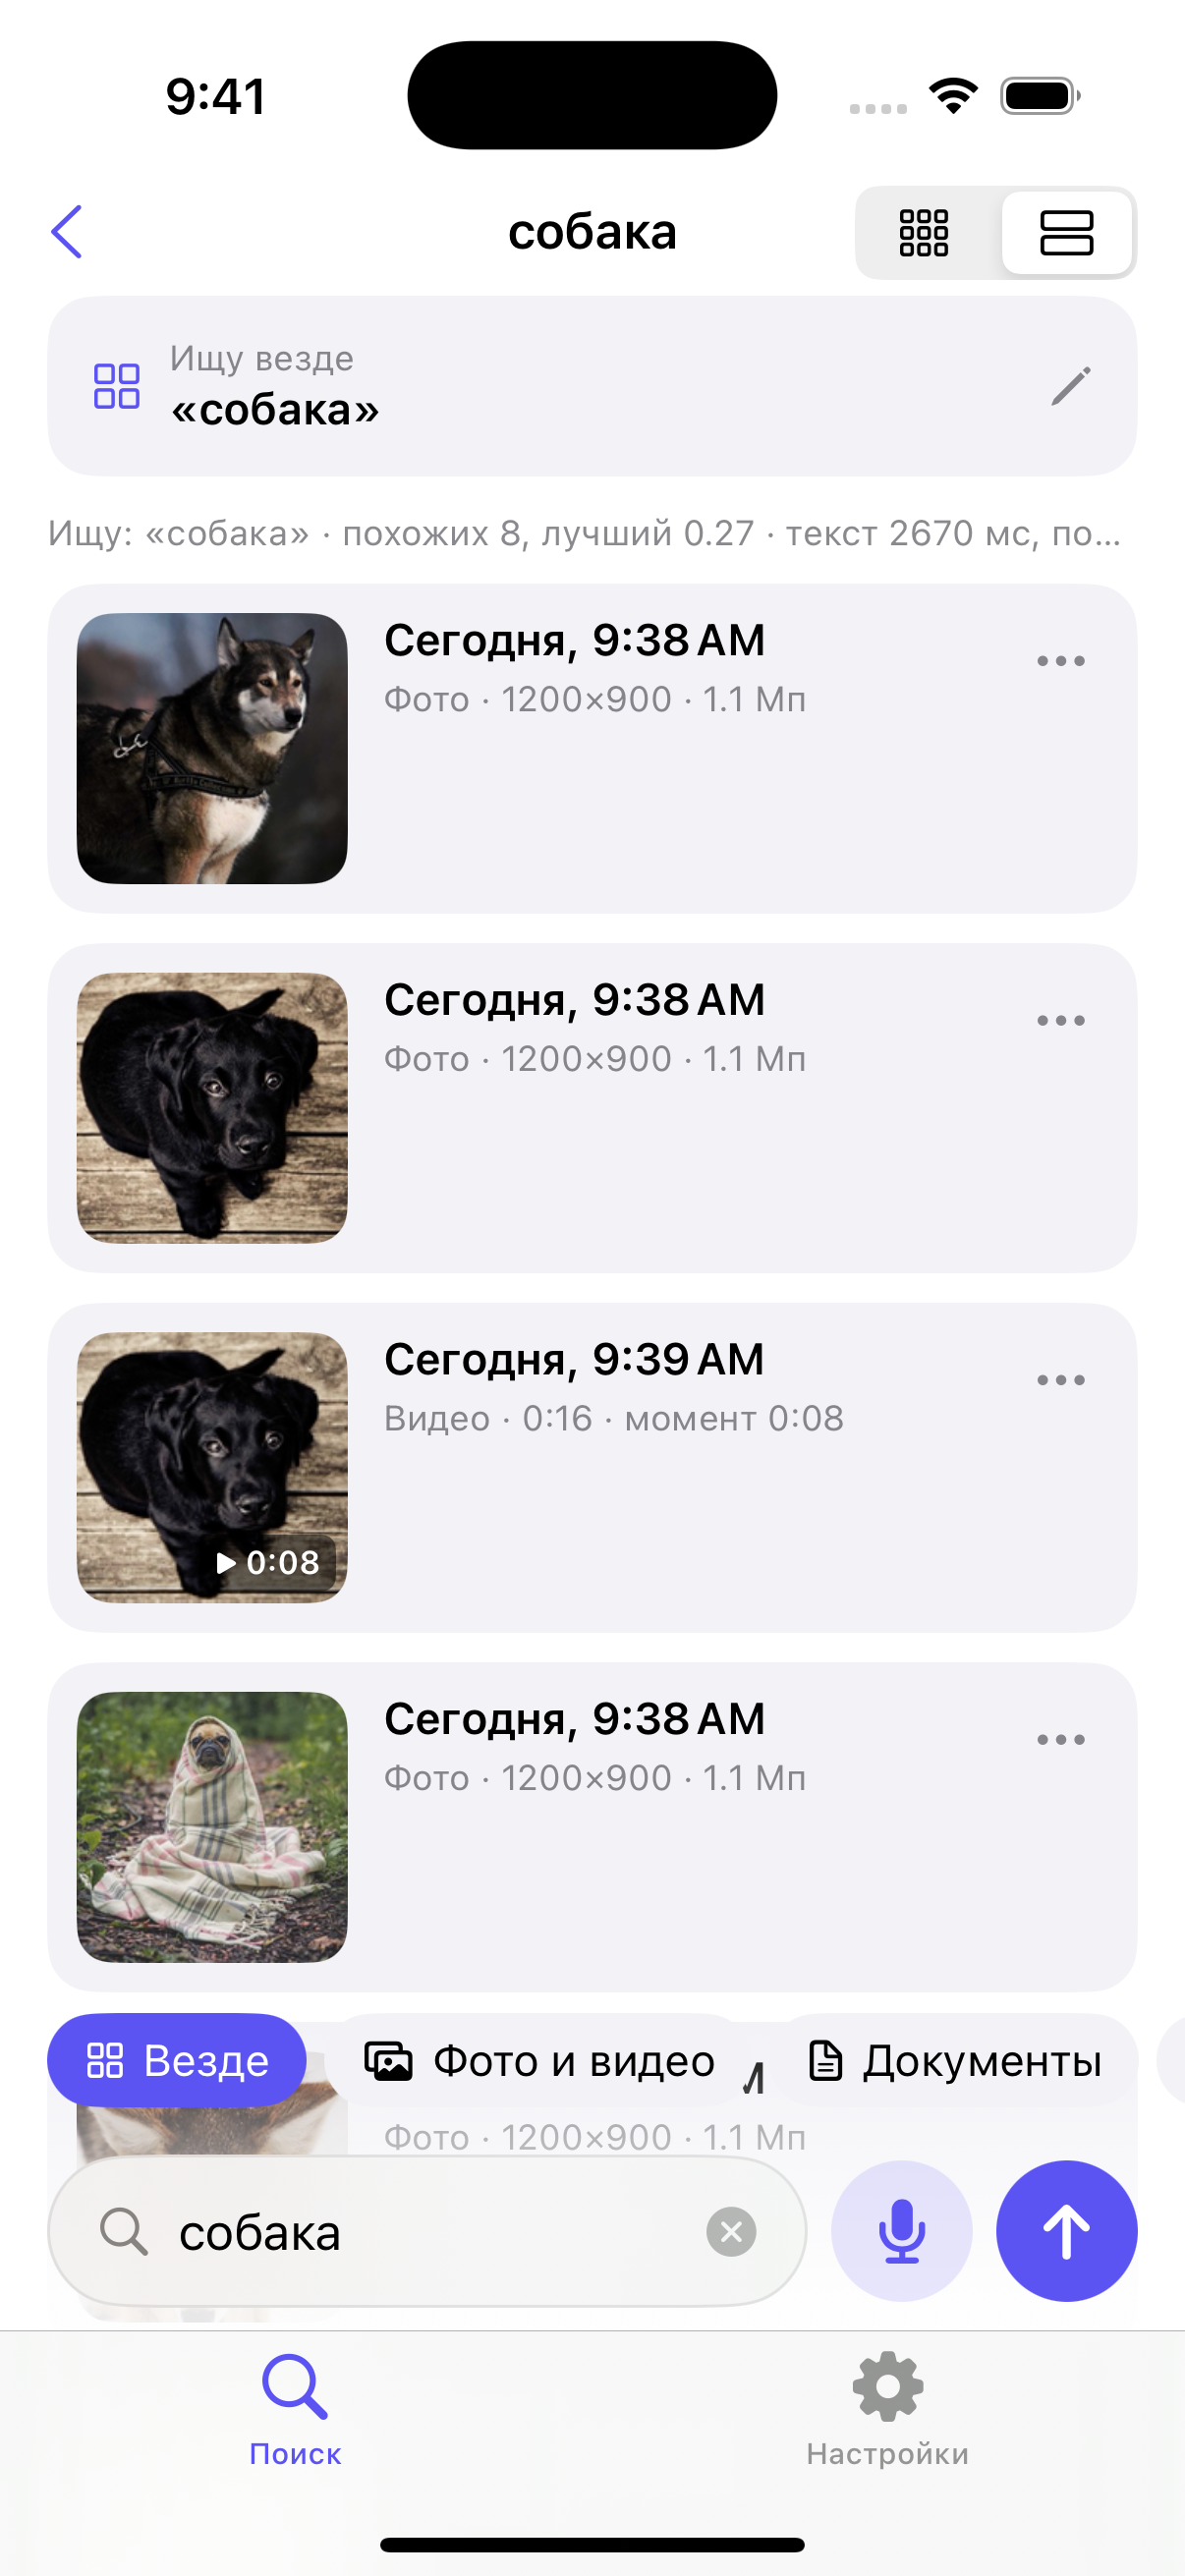 9:41
собака
Ищу везде
«собака»
Ищу: «собака» · похожих 8, лучший 0.27 · текст 2670 мс, по...
Сегодня, 9:38 AM
Фото · 1200×900 · 1.1 Мп
Сегодня, 9:38 AM
Фото · 1200×900 · 1.1 Мп
Сегодня, 9:39 AM
Видео · 0:16 · момент 0:08
0:08
Сегодня, 9:38 AM
Фото · 1200×900 · 1.1 Мп
Везде
Фото и видео
Документы
Фото · 1200×900 · 1.1 Мп
собака
Поиск
Настройки